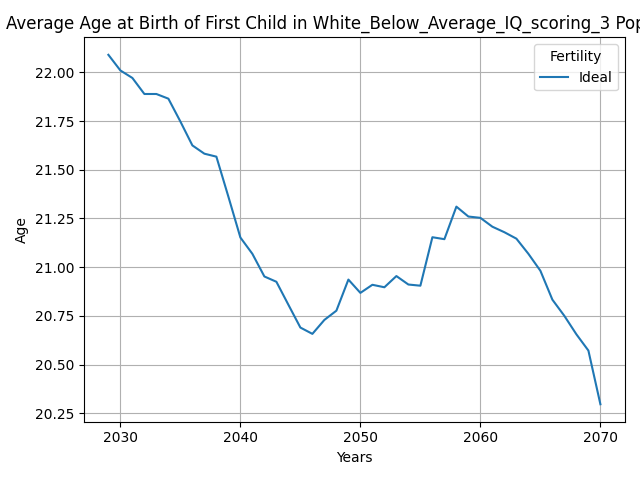 Average Age at Birth of First Child in White_Below_Average_IQ_scoring_3 Pop
Fertility
Ideal
22.00
21.75
21.50
21.25
21.00
20.75
20.50
20.25
Age
2030 2040 2050 2060 2070
Years